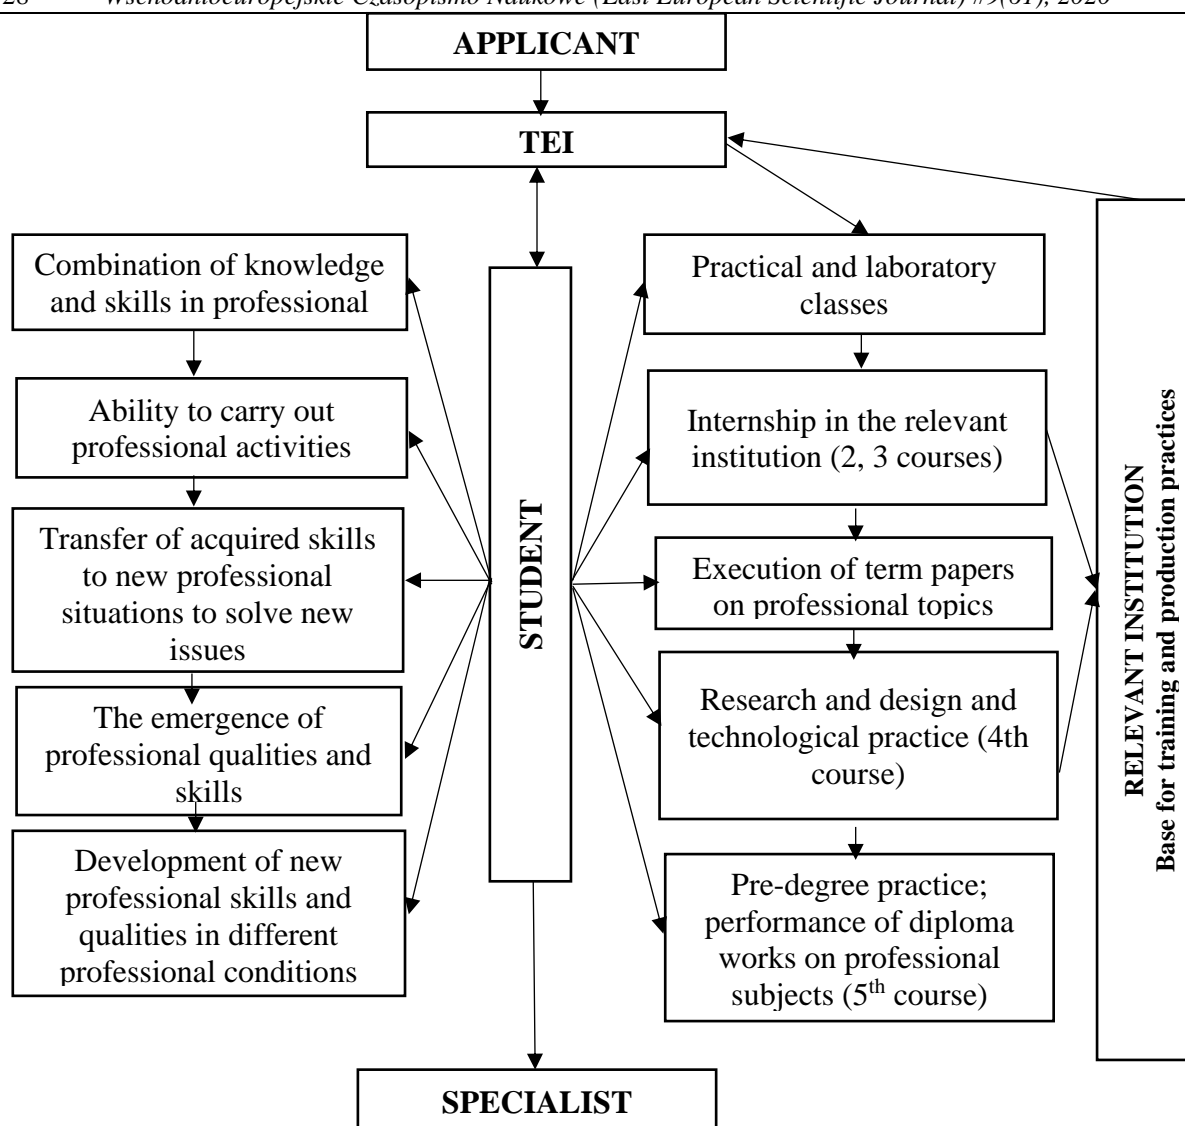 28 Wschodnioeuropejskie Czasopismo Naukowe (East European Scientific Journal) #9(61), 2020
APPLICANT
TEI
Combination of knowledge
and skills in professional
Ability to carry out
professional activities
Transfer of acquired skills
to new professional
situations to solve new
issues
The emergence of
professional qualities and
skills
Development of new
professional skills and
qualities in different
professional conditions
STUDENT
Practical and laboratory
classes
Internship in the relevant
institution (2, 3 courses)
Execution of term papers
on professional topics
Research and design and
technological practice (4th
course)
Pre-degree practice;
performance of diploma
works on professional
subjects (5th course)
RELEVANT INSTITUTION
Base for training and production practices
SPECIALIST